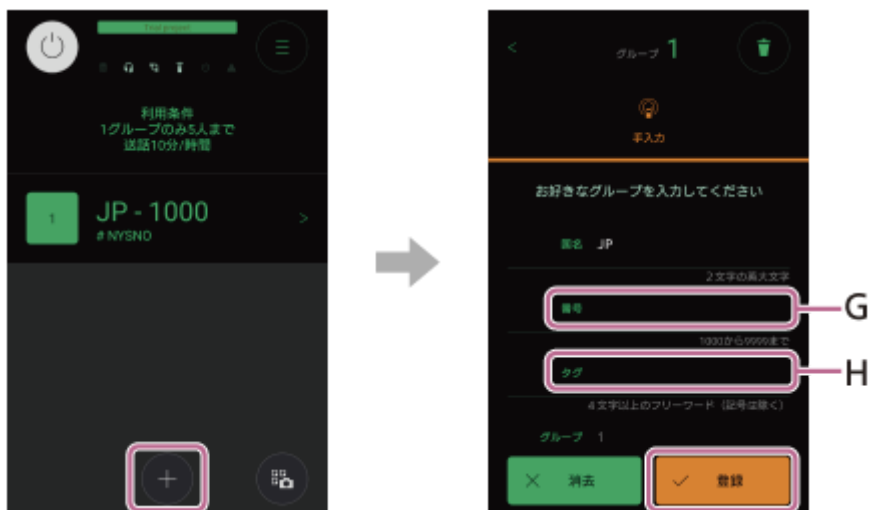 Trial period
利用条件
1グループのみ5人まで
送話10分/時間
1
JP - 1000
# NYSNO
>
+
<
グループ 1
手入力
お好きなグループを入力してください
国名 JP
2文字の英大文字
番号
G
1000から9999まで
タグ
H
4文字以上のフリーワード（記号は除く）
グループ 1
消去
登録